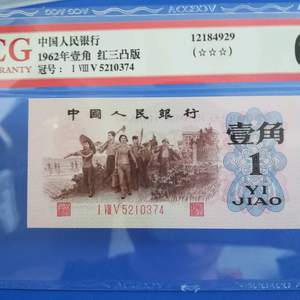 CG
RRANTY
中国人民银行
1962年壹角 红三凸版
冠号： I VIII V 5210374
12184929
(☆☆☆)
中国人民银行
壹角
1
YI
JIAO
I VIII V 5210374